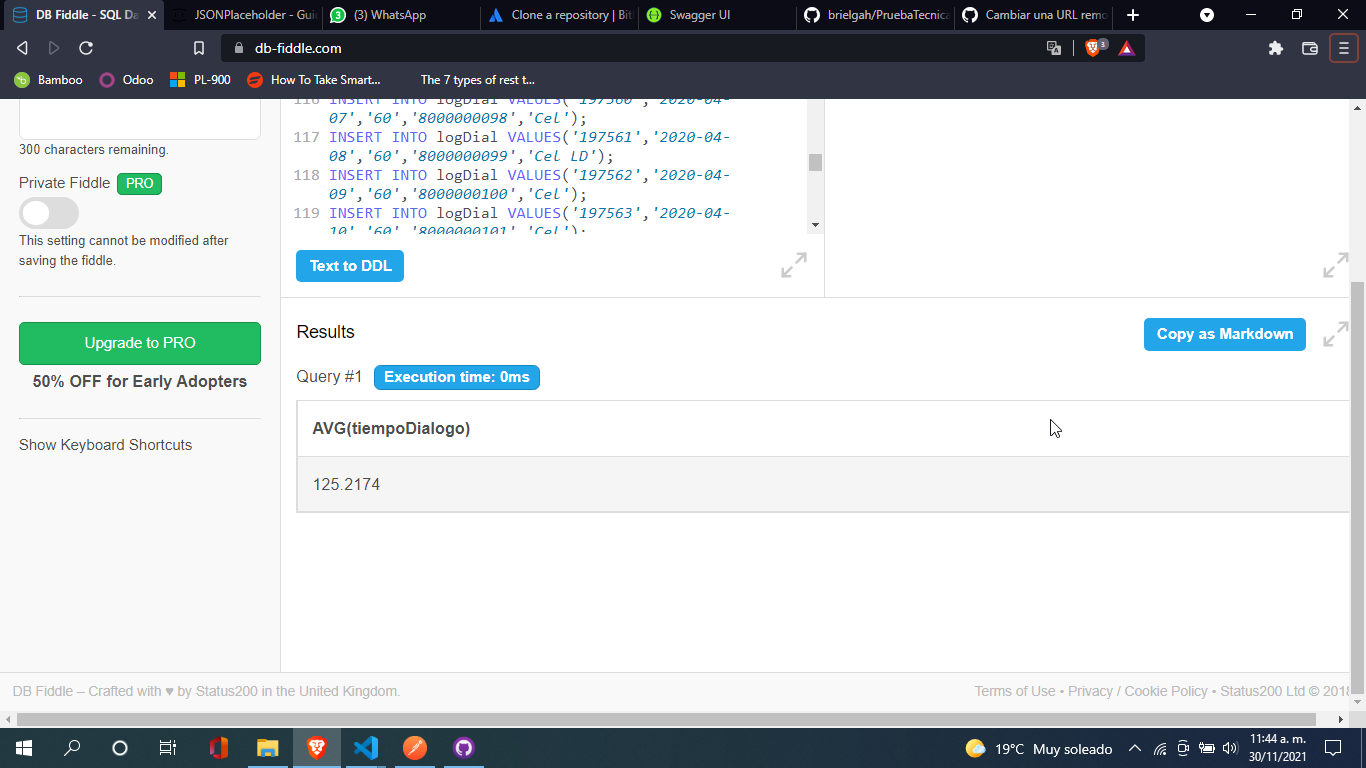 DB Fiddle - SQL Da
JSONPlaceholder - Gui
(3) WhatsApp
Clone a repository | Bit
Swagger UI
brielgah/PruebaTecnica
Cambiar una URL remo
db-fiddle.com
3
Bamboo
Odoo
PL-900
How To Take Smart...
The 7 types of rest t...
300 characters remaining.
Private Fiddle PRO
This setting cannot be modified after
saving the fiddle.
Upgrade to PRO
50% OFF for Early Adopters
Show Keyboard Shortcuts
116 INSERT INTO logDial VALUES('197560','2020-04-
07','60','8000000098','Cel');
117 INSERT INTO logDial VALUES('197561','2020-04-
08','60','8000000099','Cel LD');
118 INSERT INTO logDial VALUES('197562','2020-04-
09','60','8000000100','Cel');
119 INSERT INTO logDial VALUES('197563','2020-04-
10','60','8000000101','Cel');
Text to DDL
Results
Copy as Markdown
Query #1 Execution time: 0ms
AVG(tiempoDialogo)
125.2174
DB Fiddle – Crafted with ♥ by Status200 in the United Kingdom.
Terms of Use • Privacy / Cookie Policy • Status200 Ltd © 2018
19°C Muy soleado
11:44 a. m.
30/11/2021